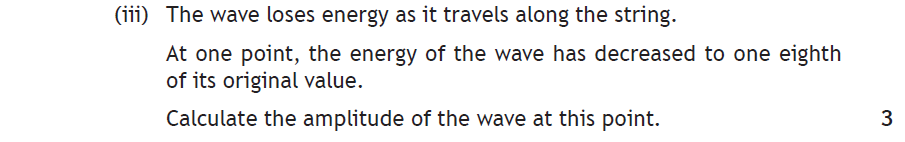 (iii) The wave loses energy as it travels along the string.
At one point, the energy of the wave has decreased to one eighth
of its original value.
Calculate the amplitude of the wave at this point. 3